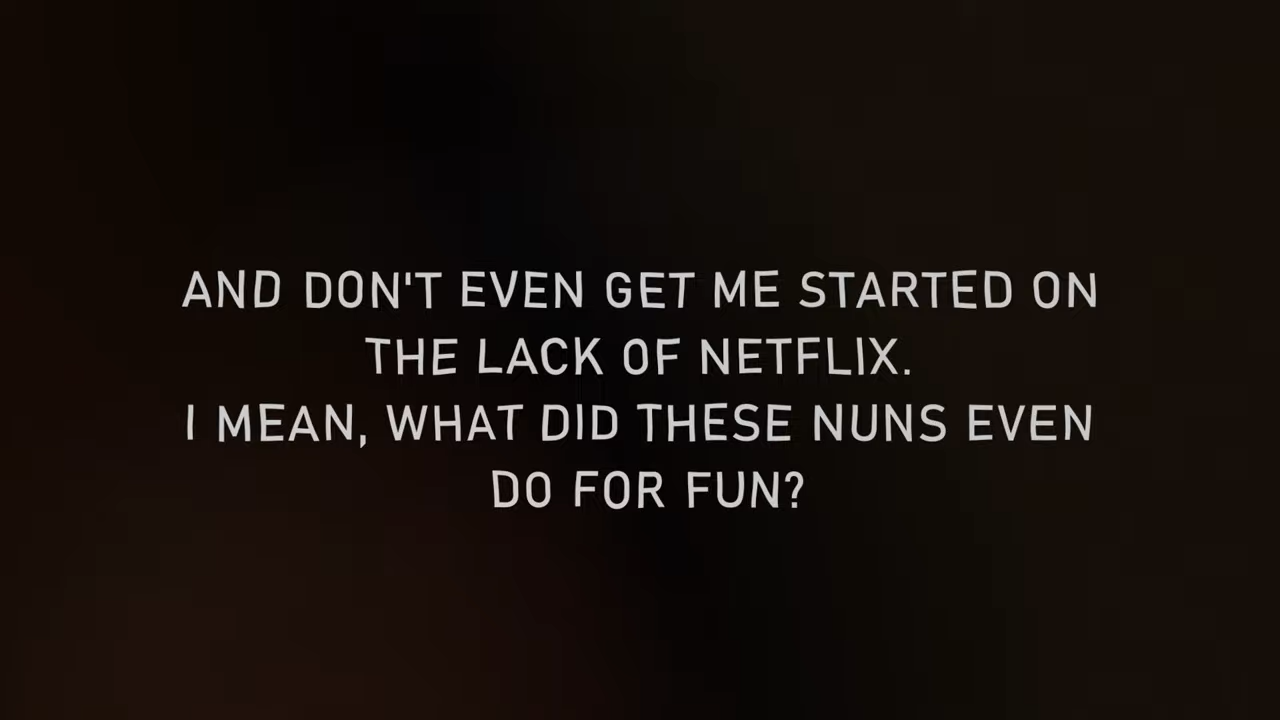 AND DON'T EVEN GET ME STARTED ON
THE LACK OF NETFLIX.
I MEAN, WHAT DID THESE NUNS EVEN
DO FOR FUN?